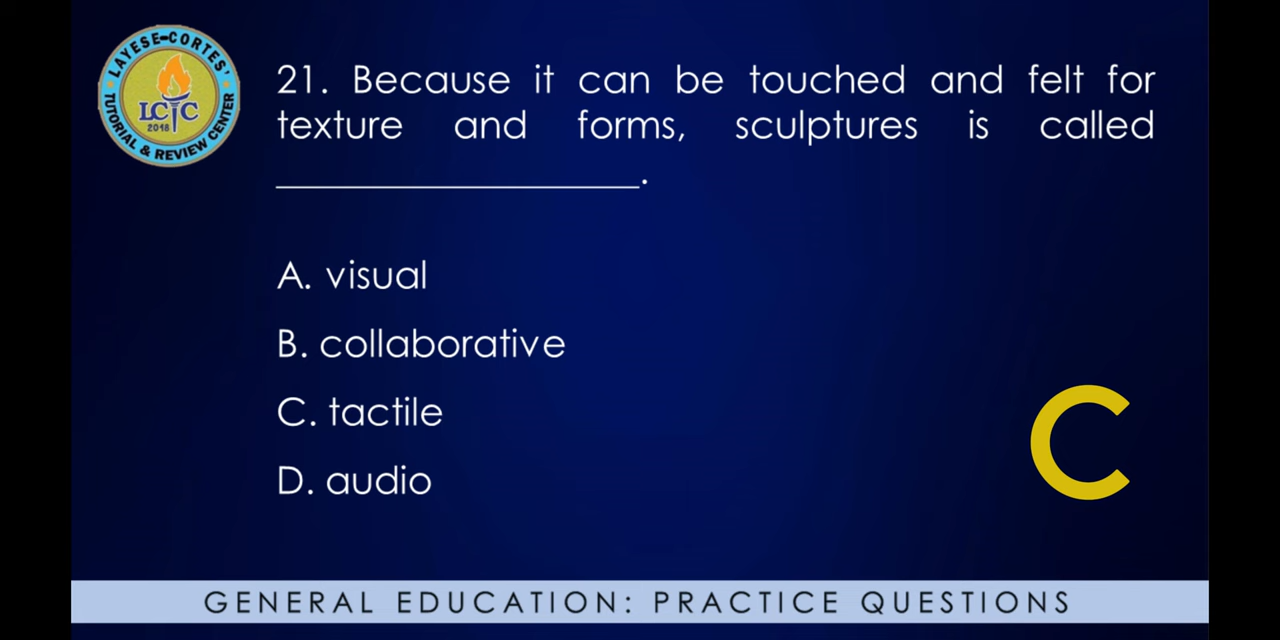 LAYESE-CORTES'
LCTC
2018
TUTORIAL & REVIEW CENTER
21. Because it can be touched and felt for
texture and forms, sculptures is called
____________________.
A. visual
B. collaborative
C. tactile
D. audio
C
GENERAL EDUCATION: PRACTICE QUESTIONS